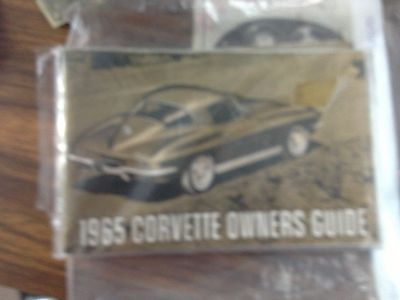 1965 CORVETTE OWNERS GUIDE